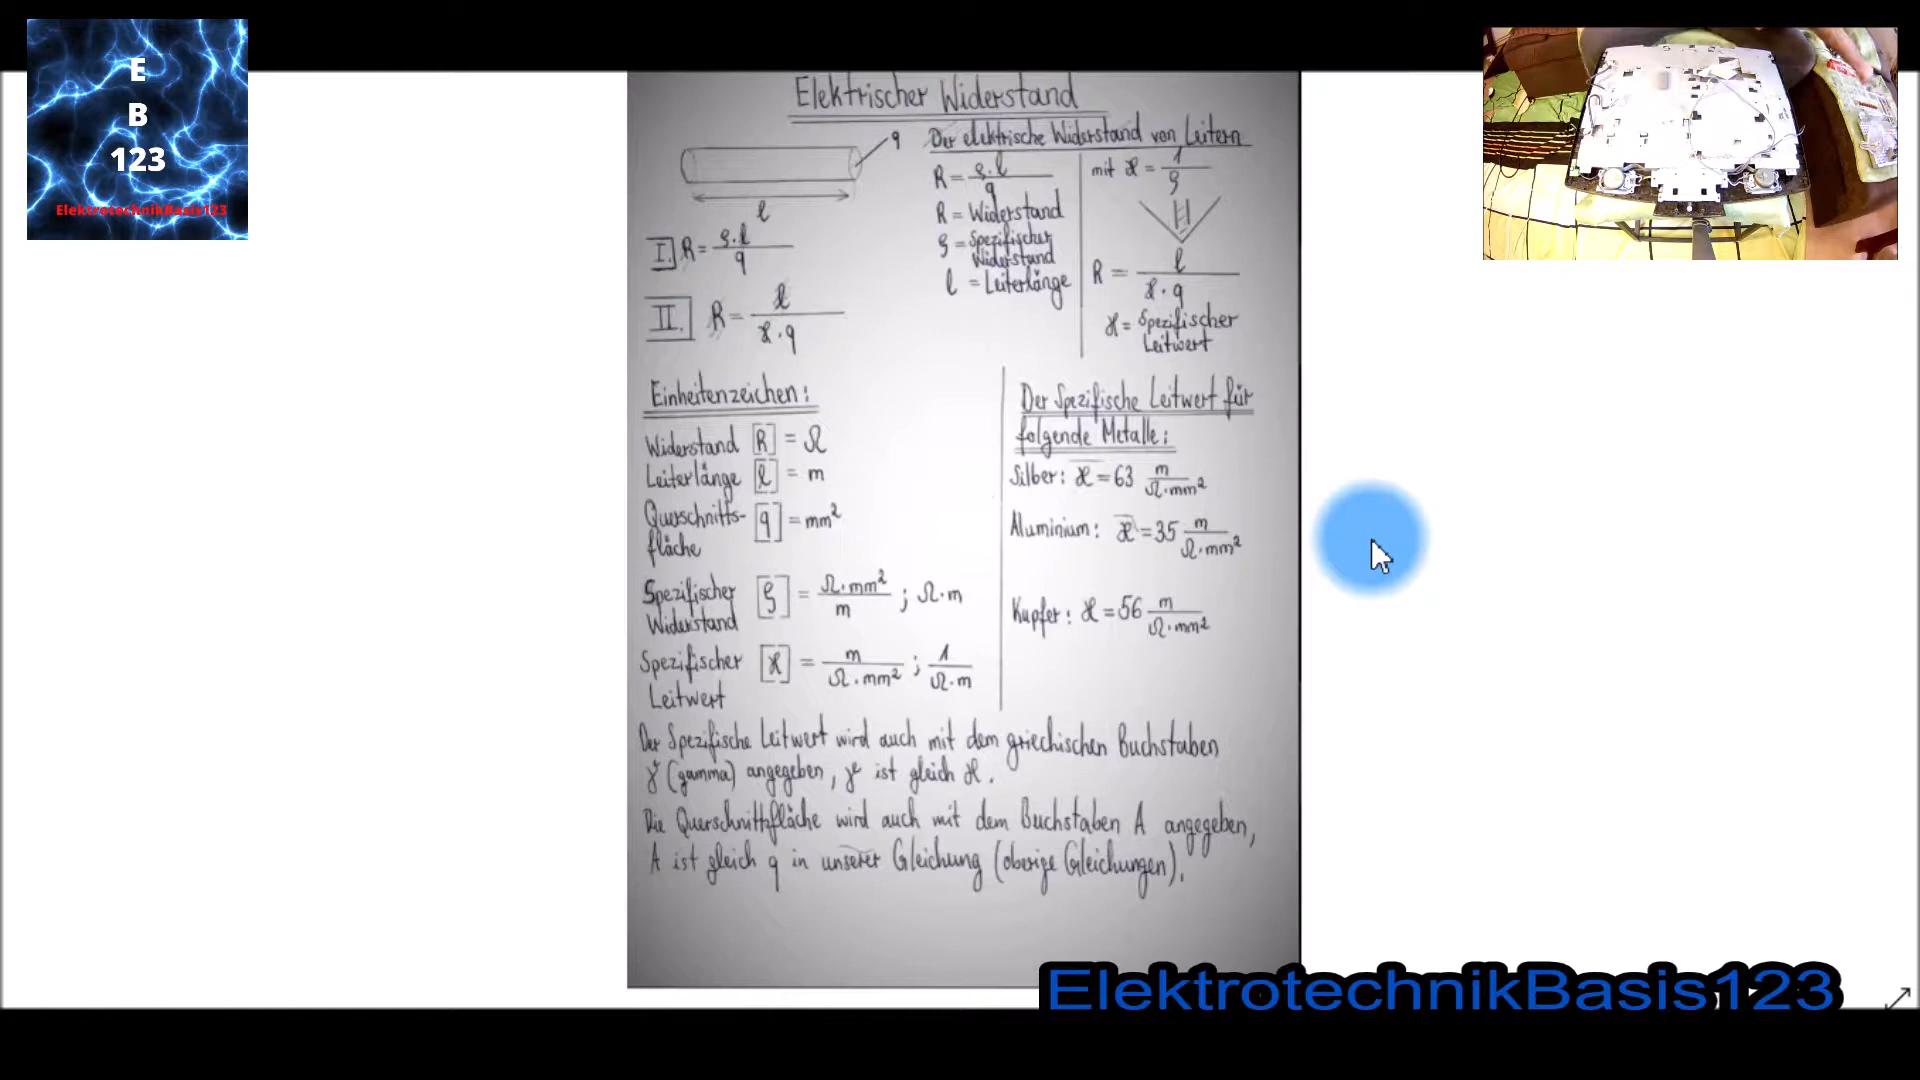 E
B
123
ElektrotechnikBasis123
Elektrischer Widerstand
q
l
I. R = ϱ·l / q
II. R = l / ϰ·q
Der elektrische Widerstand von Leitern
R = ϱ·l / q
R = Widerstand
ϱ = Spezifischer
Widerstand
l = Leiterlänge
mit ϰ = 1 / ϱ
R = l / ϰ·q
ϰ = Spezifischer
Leitwert
Einheitenzeichen:
Widerstand [R] = Ω
Leiterlänge [l] = m
Querschnitts-
fläche [q] = mm²
Spezifischer
Widerstand [ϱ] = Ω·mm² / m ; Ω·m
Spezifischer
Leitwert [ϰ] = m / Ω·mm² ; 1 / Ω·m
Der Spezifische Leitwert für
folgende Metalle:
Silber: ϰ = 63 m / Ω·mm²
Aluminium: ϰ = 35 m / Ω·mm²
Kupfer: ϰ = 56 m / Ω·mm²
Der Spezifische Leitwert wird auch mit dem griechischen Buchstaben
γ (gamma) angegeben, γ ist gleich ϰ.
Die Querschnittsfläche wird auch mit dem Buchstaben A angegeben,
A ist gleich q in unserer Gleichung (oberige Gleichungen).
ElektrotechnikBasis123